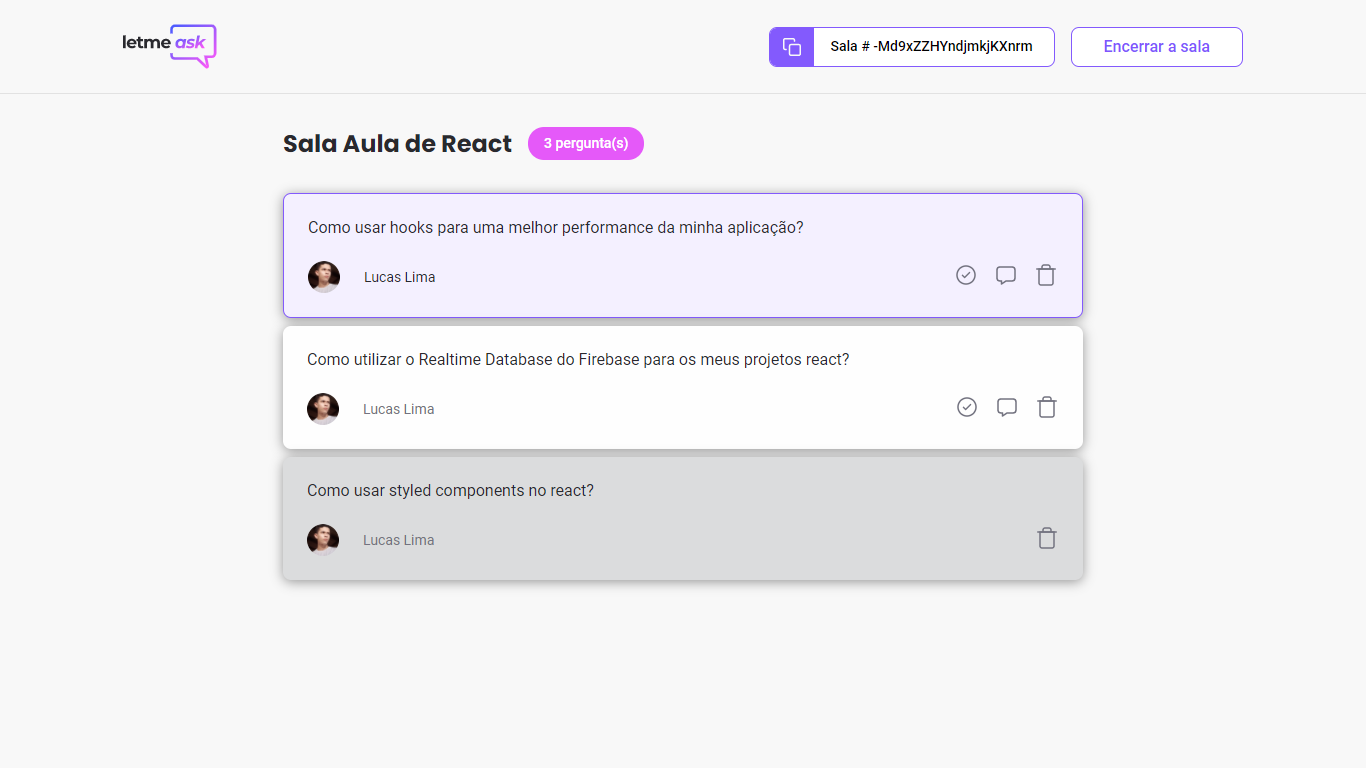 letmeask
Sala # -Md9xZZHYndjmkjKXnrm
Encerrar a sala
Sala Aula de React
3 pergunta(s)
Como usar hooks para uma melhor performance da minha aplicação?
Lucas Lima
Como utilizar o Realtime Database do Firebase para os meus projetos react?
Lucas Lima
Como usar styled components no react?
Lucas Lima